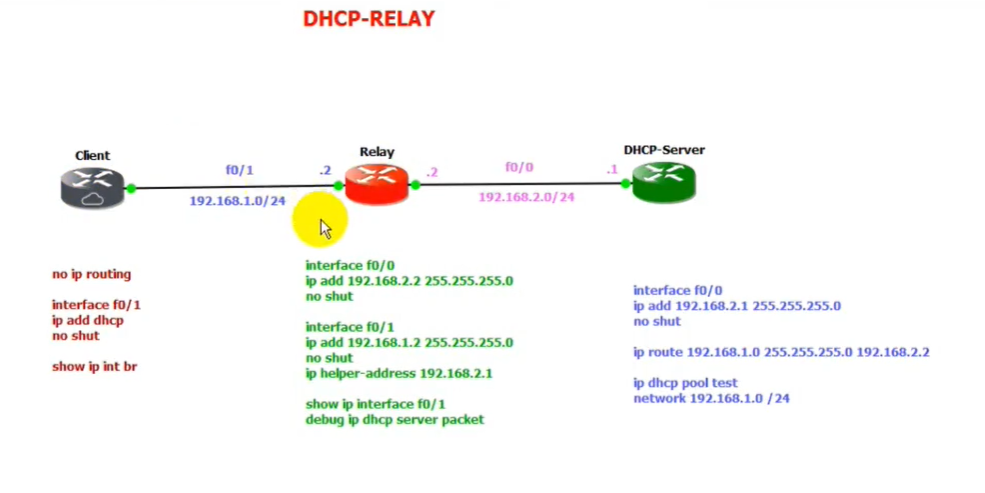 DHCP-RELAY
Client
Relay
DHCP-Server
f0/1
.2
.2
f0/0
.1
192.168.1.0/24
192.168.2.0/24
no ip routing
interface f0/1
ip add dhcp
no shut
show ip int br
interface f0/0
ip add 192.168.2.2 255.255.255.0
no shut
interface f0/1
ip add 192.168.1.2 255.255.255.0
no shut
ip helper-address 192.168.2.1
show ip interface f0/1
debug ip dhcp server packet
interface f0/0
ip add 192.168.2.1 255.255.255.0
no shut
ip route 192.168.1.0 255.255.255.0 192.168.2.2
ip dhcp pool test
network 192.168.1.0 /24